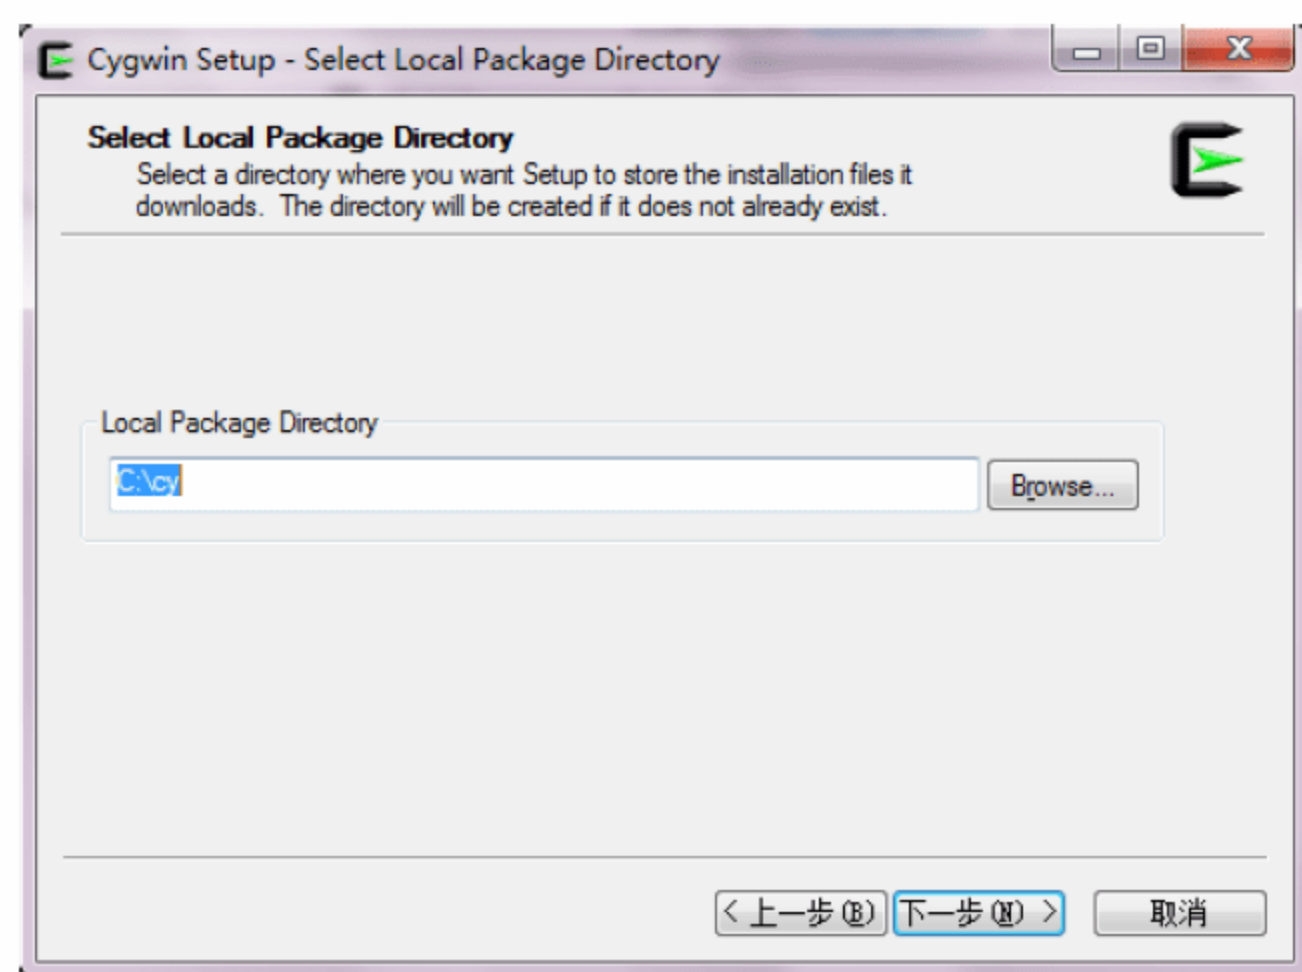 Cygwin Setup - Select Local Package Directory
Select Local Package Directory
Select a directory where you want Setup to store the installation files it
downloads. The directory will be created if it does not already exist.
Local Package Directory
C:\cy
Browse...
< 上一步(B) 下一步(N) > 取消